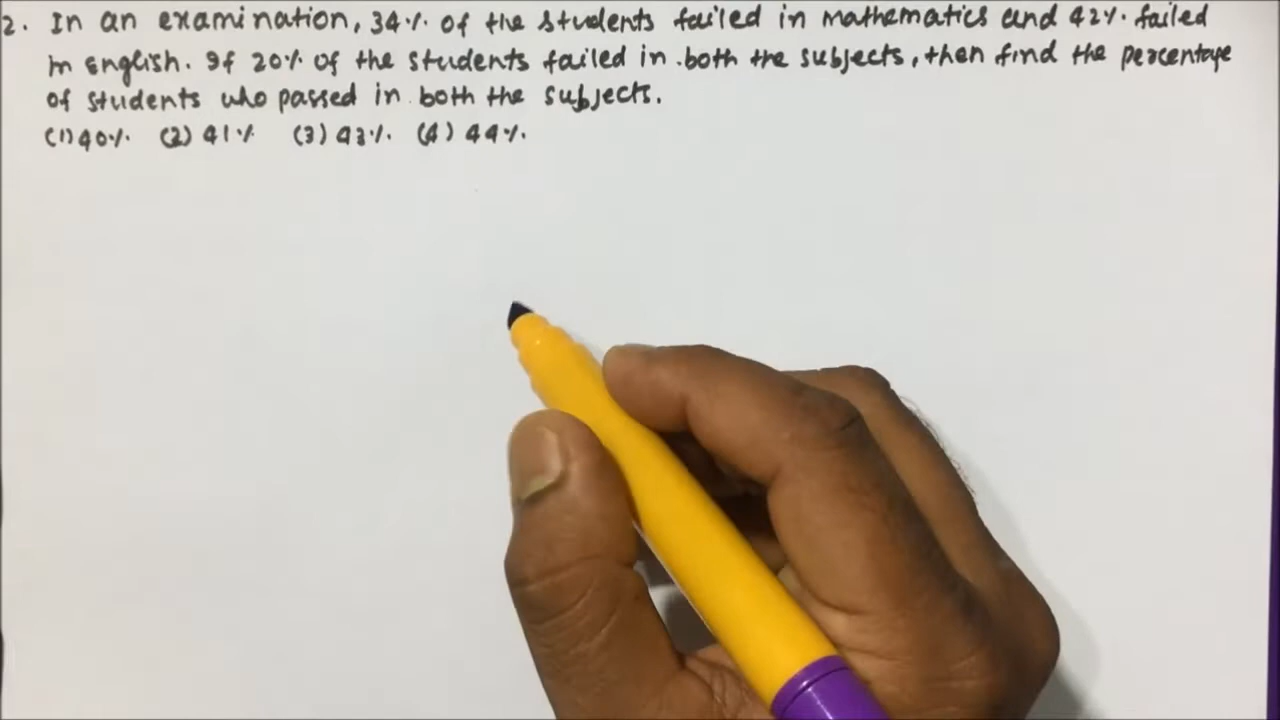 2. In an examination, 34% of the students failed in mathematics and 42% failed
in English. If 20% of the students failed in both the subjects, then find the percentage
of students who passed in both the subjects.
(1) 40% (2) 41% (3) 43% (4) 44%.